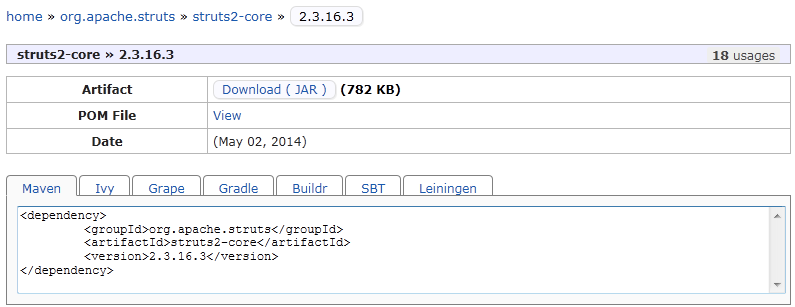 home » org.apache.struts » struts2-core » 2.3.16.3
struts2-core » 2.3.16.3 18 usages
Artifact Download ( JAR ) (782 KB)
POM File View
Date (May 02, 2014)
Maven Ivy Grape Gradle Buildr SBT Leiningen
<dependency>
<groupId>org.apache.struts</groupId>
<artifactId>struts2-core</artifactId>
<version>2.3.16.3</version>
</dependency>